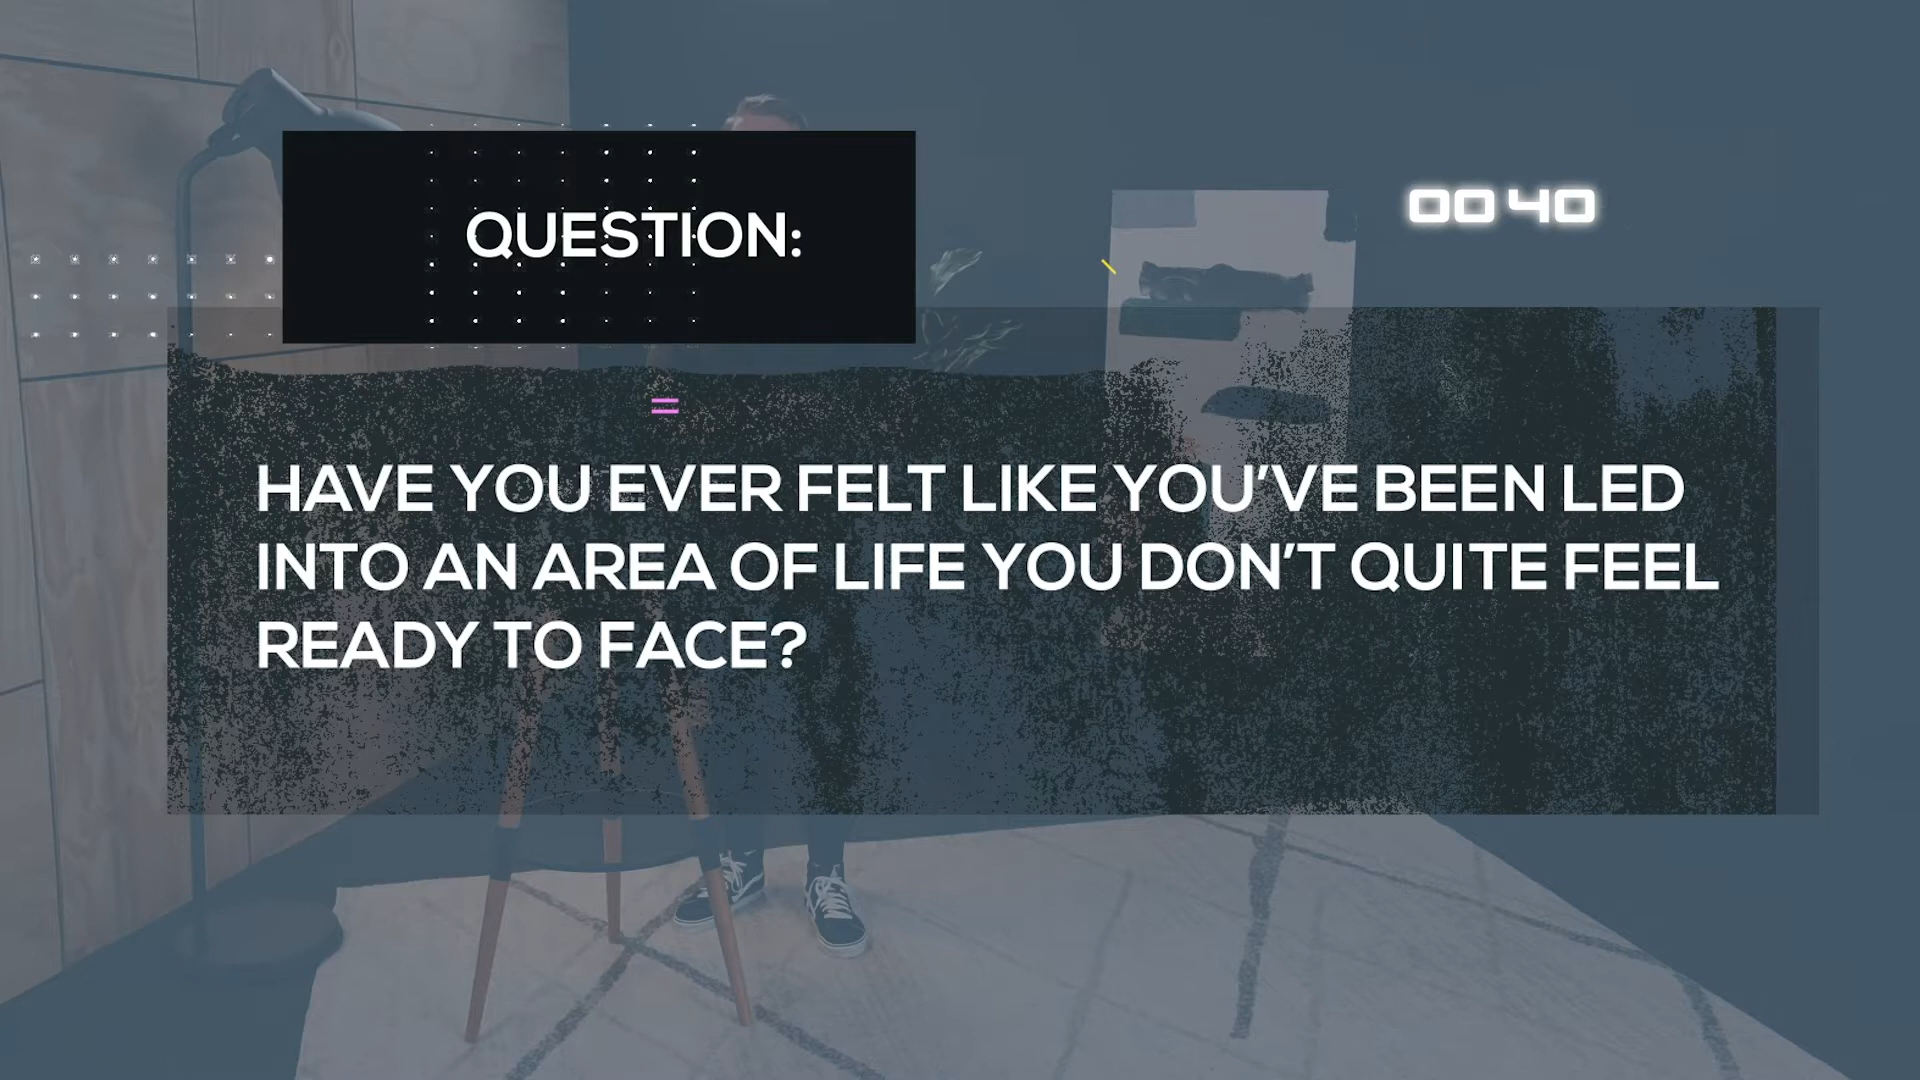 QUESTION:
00 40
HAVE YOU EVER FELT LIKE YOU'VE BEEN LED
INTO AN AREA OF LIFE YOU DON'T QUITE FEEL
READY TO FACE?